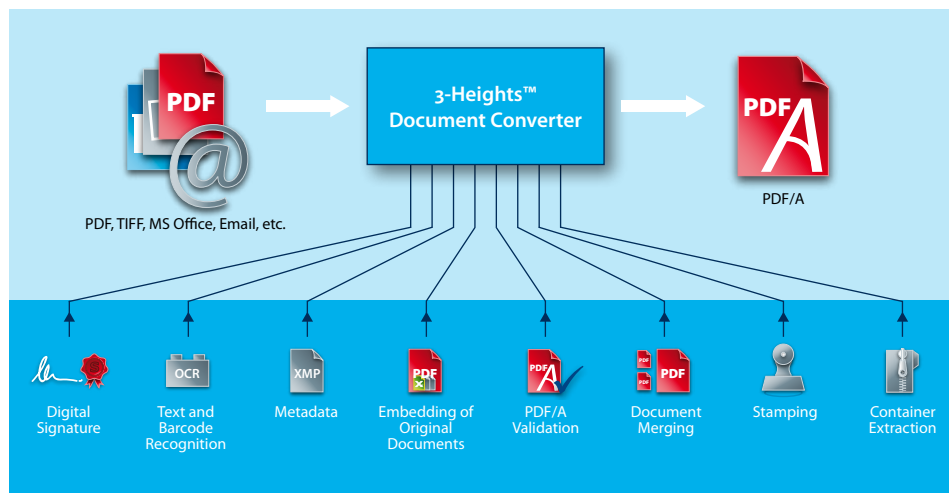 PDF
@
PDF, TIFF, MS Office, Email, etc.
3-Heights™
Document Converter
PDF
A
PDF/A
Digital
Signature
OCR
Text and
Barcode
Recognition
XMP
Metadata
PDF
Embedding of
Original
Documents
PDF
A
PDF/A
Validation
PDF
PDF
PDF
Document
Merging
Stamping
Container
Extraction